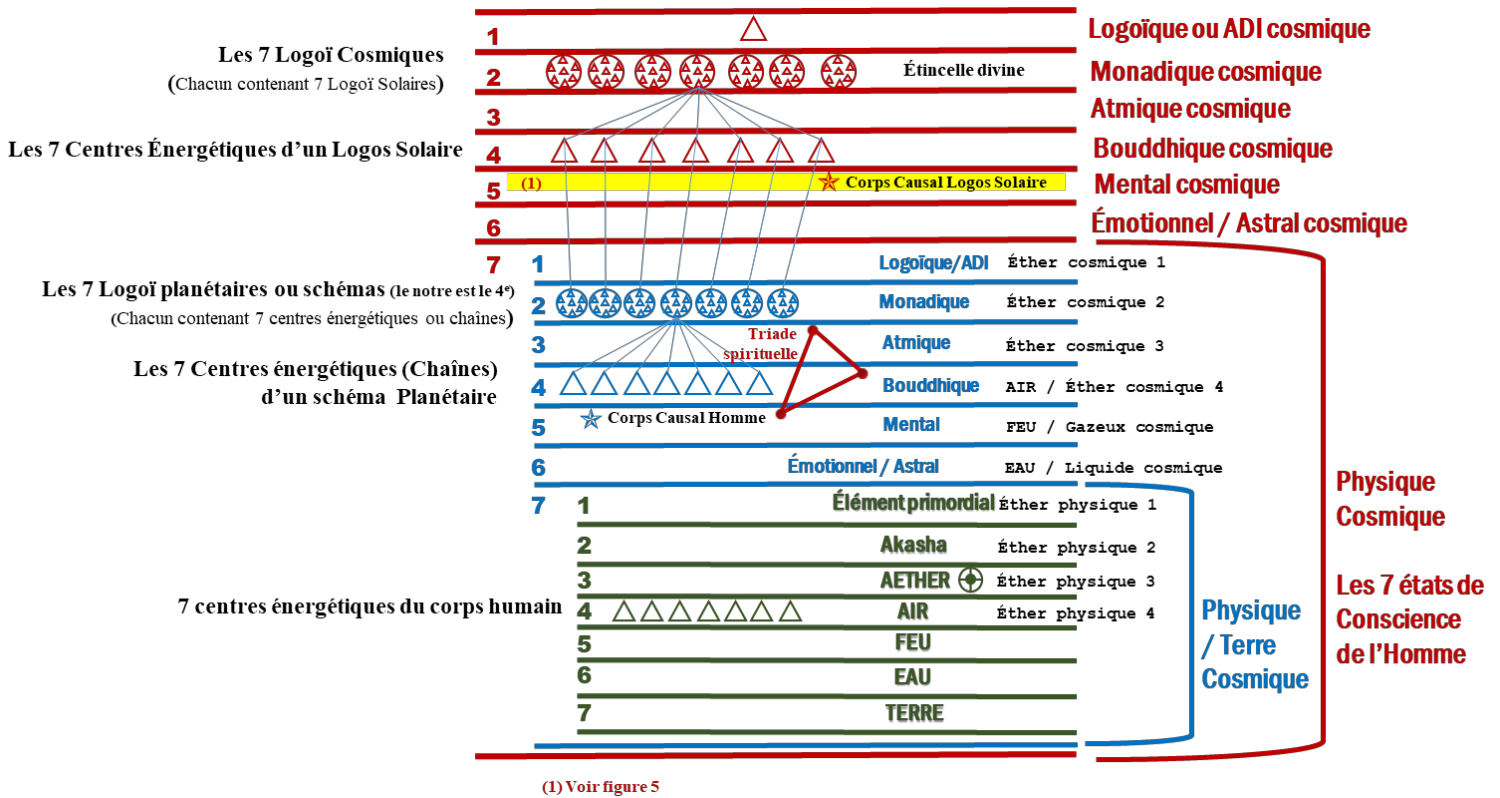 1
Logoïque ou ADI cosmique
Les 7 Logoï Cosmiques
(Chacun contenant 7 Logoï Solaires)
2
Étincelle divine
Monadique cosmique
3
Atmique cosmique
Les 7 Centres Énergétiques d’un Logos Solaire
4
Bouddhique cosmique
5
(1)
Corps Causal Logos Solaire
Mental cosmique
6
Émotionnel / Astral cosmique
7
1
Logoïque/ADI
Éther cosmique 1
Les 7 Logoï planétaires ou schémas (le notre est le 4e)
(Chacun contenant 7 centres énergétiques ou chaînes)
2
Monadique
Éther cosmique 2
Triade
spirituelle
3
Atmique
Éther cosmique 3
Les 7 Centres énergétiques (Chaînes)
d’un schéma Planétaire
4
Bouddhique
AIR / Éther cosmique 4
5
Corps Causal Homme
Mental
FEU / Gazeux cosmique
6
Émotionnel / Astral
EAU / Liquide cosmique
7
1
Élément primordial
Éther physique 1
2
Akasha
Éther physique 2
3
AETHER
Éther physique 3
7 centres énergétiques du corps humain
4
AIR
Éther physique 4
5
FEU
6
EAU
7
TERRE
Physique
/ Terre
Cosmique
Physique
Cosmique
Les 7 états de
Conscience
de l’Homme
(1) Voir figure 5